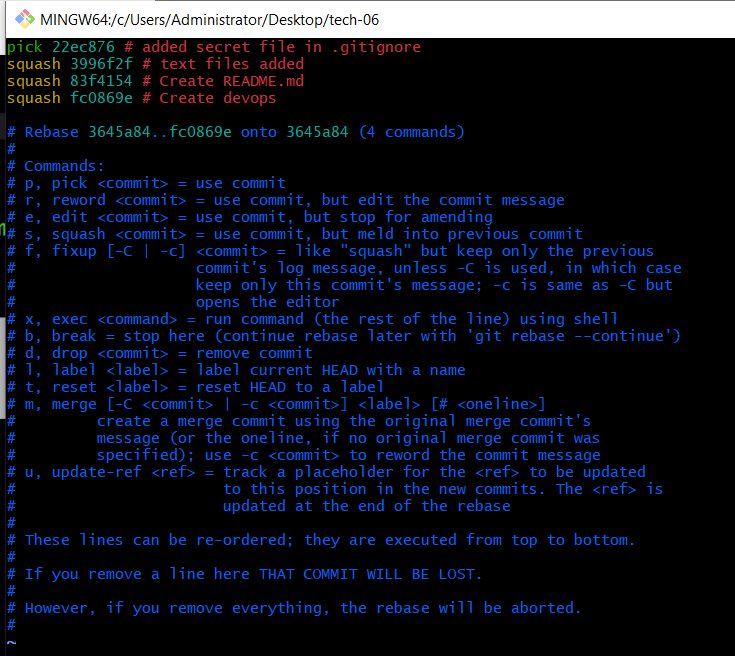 MINGW64:/c/Users/Administrator/Desktop/tech-06
pick 22ec876 # added secret file in .gitignore
squash 3996f2f # text files added
squash 83f4154 # Create README.md
squash fc0869e # Create devops

# Rebase 3645a84..fc0869e onto 3645a84 (4 commands)
#
# Commands:
# p, pick <commit> = use commit
# r, reword <commit> = use commit, but edit the commit message
# e, edit <commit> = use commit, but stop for amending
# s, squash <commit> = use commit, but meld into previous commit
# f, fixup [-C | -c] <commit> = like "squash" but keep only the previous
#                    commit's log message, unless -C is used, in which case
#                    keep only this commit's message; -c is same as -C but
#                    opens the editor
# x, exec <command> = run command (the rest of the line) using shell
# b, break = stop here (continue rebase later with 'git rebase --continue')
# d, drop <commit> = remove commit
# l, label <label> = label current HEAD with a name
# t, reset <label> = reset HEAD to a label
# m, merge [-C <commit> | -c <commit>] <label> [# <oneline>]
#         create a merge commit using the original merge commit's
#         message (or the oneline, if no original merge commit was
#         specified); use -c <commit> to reword the commit message
# u, update-ref <ref> = track a placeholder for the <ref> to be updated
#                       to this position in the new commits. The <ref> is
#                       updated at the end of the rebase
#
# These lines can be re-ordered; they are executed from top to bottom.
#
# If you remove a line here THAT COMMIT WILL BE LOST.
#
# However, if you remove everything, the rebase will be aborted.
#
~